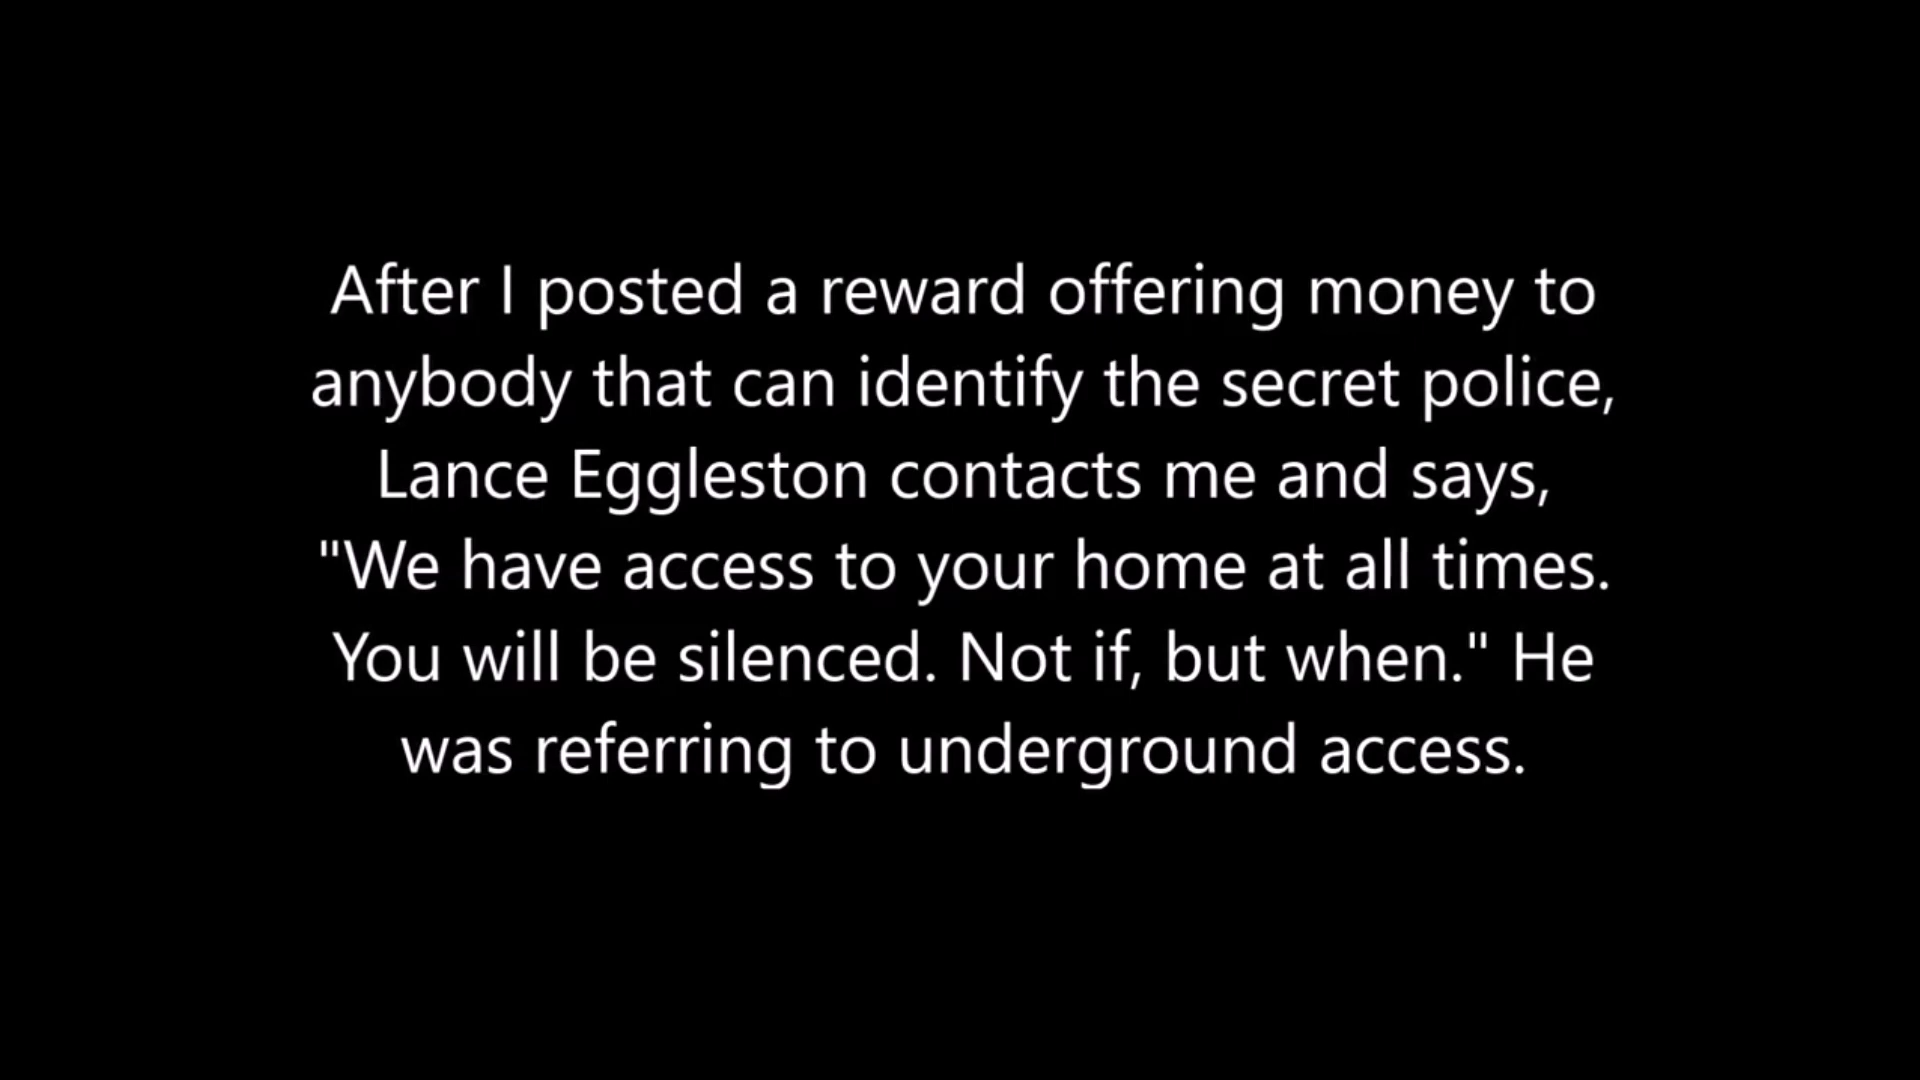 After I posted a reward offering money to
anybody that can identify the secret police,
Lance Eggleston contacts me and says,
"We have access to your home at all times.
You will be silenced. Not if, but when." He
was referring to underground access.